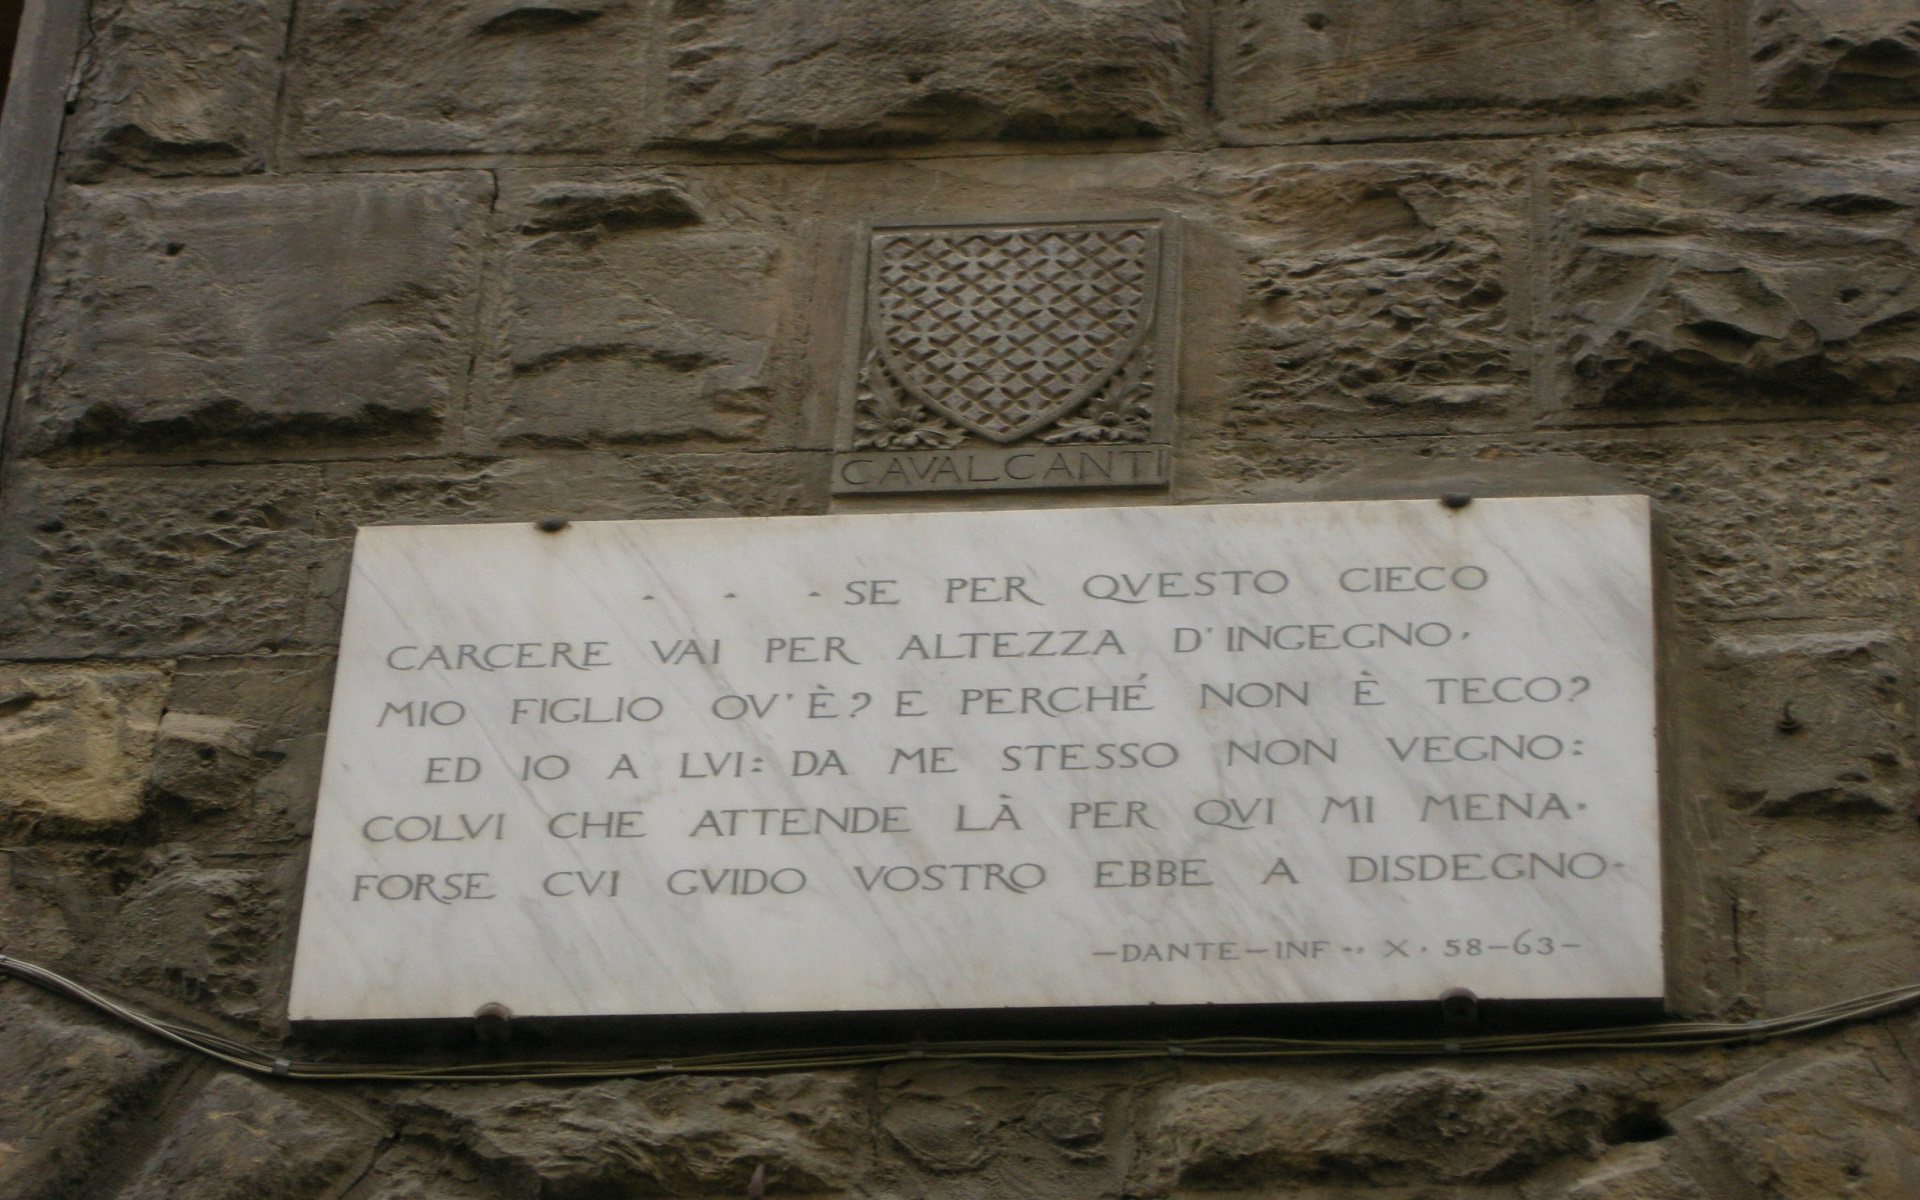 CAVALCANTI
. . . SE PER QVESTO CIECO
CARCERE VAI PER ALTEZZA D'INGEGNO,
MIO FIGLIO OV'È? E PERCHÉ NON È TECO?
ED IO A LVI: DA ME STESSO NON VEGNO:
COLVI CHE ATTENDE LÀ PER QVI MI MENA.
FORSE CVI GVIDO VOSTRO EBBE A DISDEGNO.
—DANTE—INF.. X. 58—63—